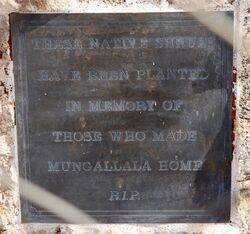 THESE NATIVE SHRUBS
HAVE BEEN PLANTED
IN MEMORY OF
THOSE WHO MADE
MUNGALLALA HOME
R.I.P.